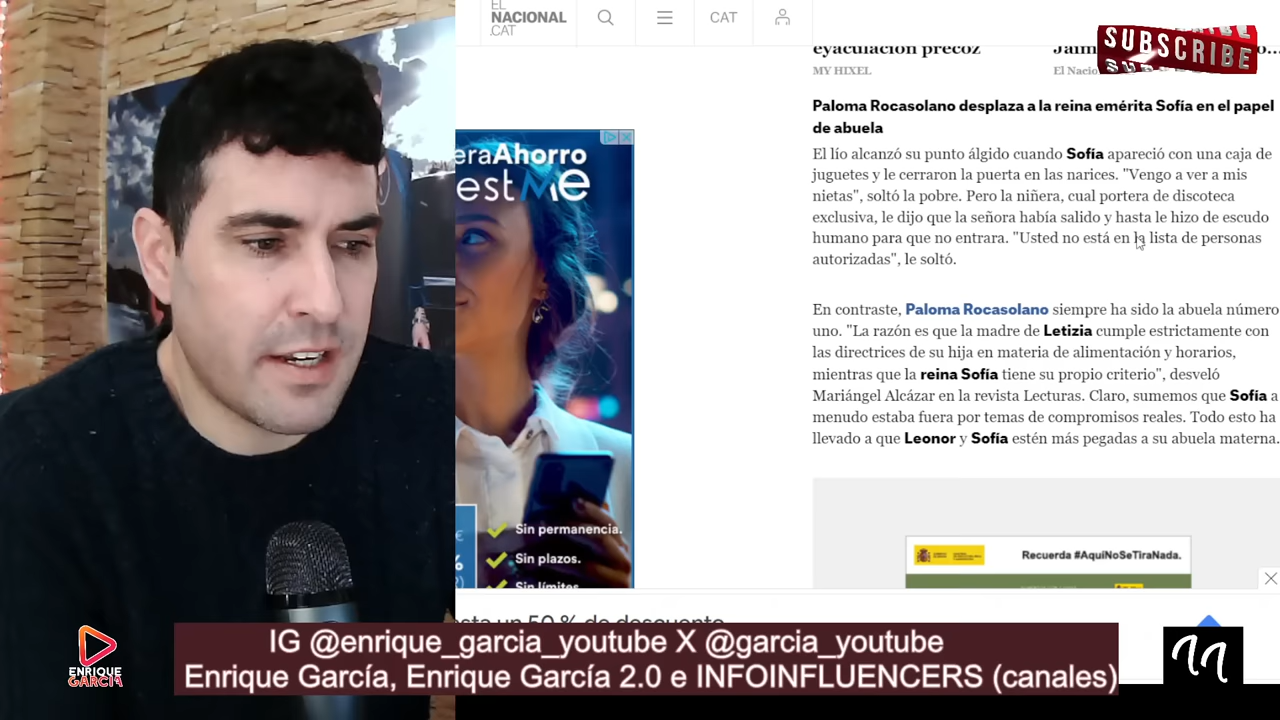 EL
NACIONAL
.CAT
CAT
SUBSCRIBE
eyaculación precoz
MY HIXEL
El Nacio
Paloma Rocasolano desplaza a la reina emérita Sofía en el papel
de abuela
El lío alcanzó su punto álgido cuando Sofía apareció con una caja de
juguetes y le cerraron la puerta en las narices. "Vengo a ver a mis
nietas", soltó la pobre. Pero la niñera, cual portera de discoteca
exclusiva, le dijo que la señora había salido y hasta le hizo de escudo
humano para que no entrara. "Usted no está en la lista de personas
autorizadas", le soltó.
En contraste, Paloma Rocasolano siempre ha sido la abuela número
uno. "La razón es que la madre de Letizia cumple estrictamente con
las directrices de su hija en materia de alimentación y horarios,
mientras que la reina Sofía tiene su propio criterio", desveló
Mariángel Alcázar en la revista Lecturas. Claro, sumemos que Sofía a
menudo estaba fuera por temas de compromisos reales. Todo esto ha
llevado a que Leonor y Sofía estén más pegadas a su abuela materna.
eraAhorro
estMe
Sin permanencia.
Sin plazos.
Sin límites
Recuerda #AquíNoSeTiraNada.
sta un 50 % de descuento
IG @enrique_garcia_youtube X @garcia_youtube
Enrique García, Enrique García 2.0 e INFOINFLUENCERS (canales)
ENRIQUE
GARCÍA